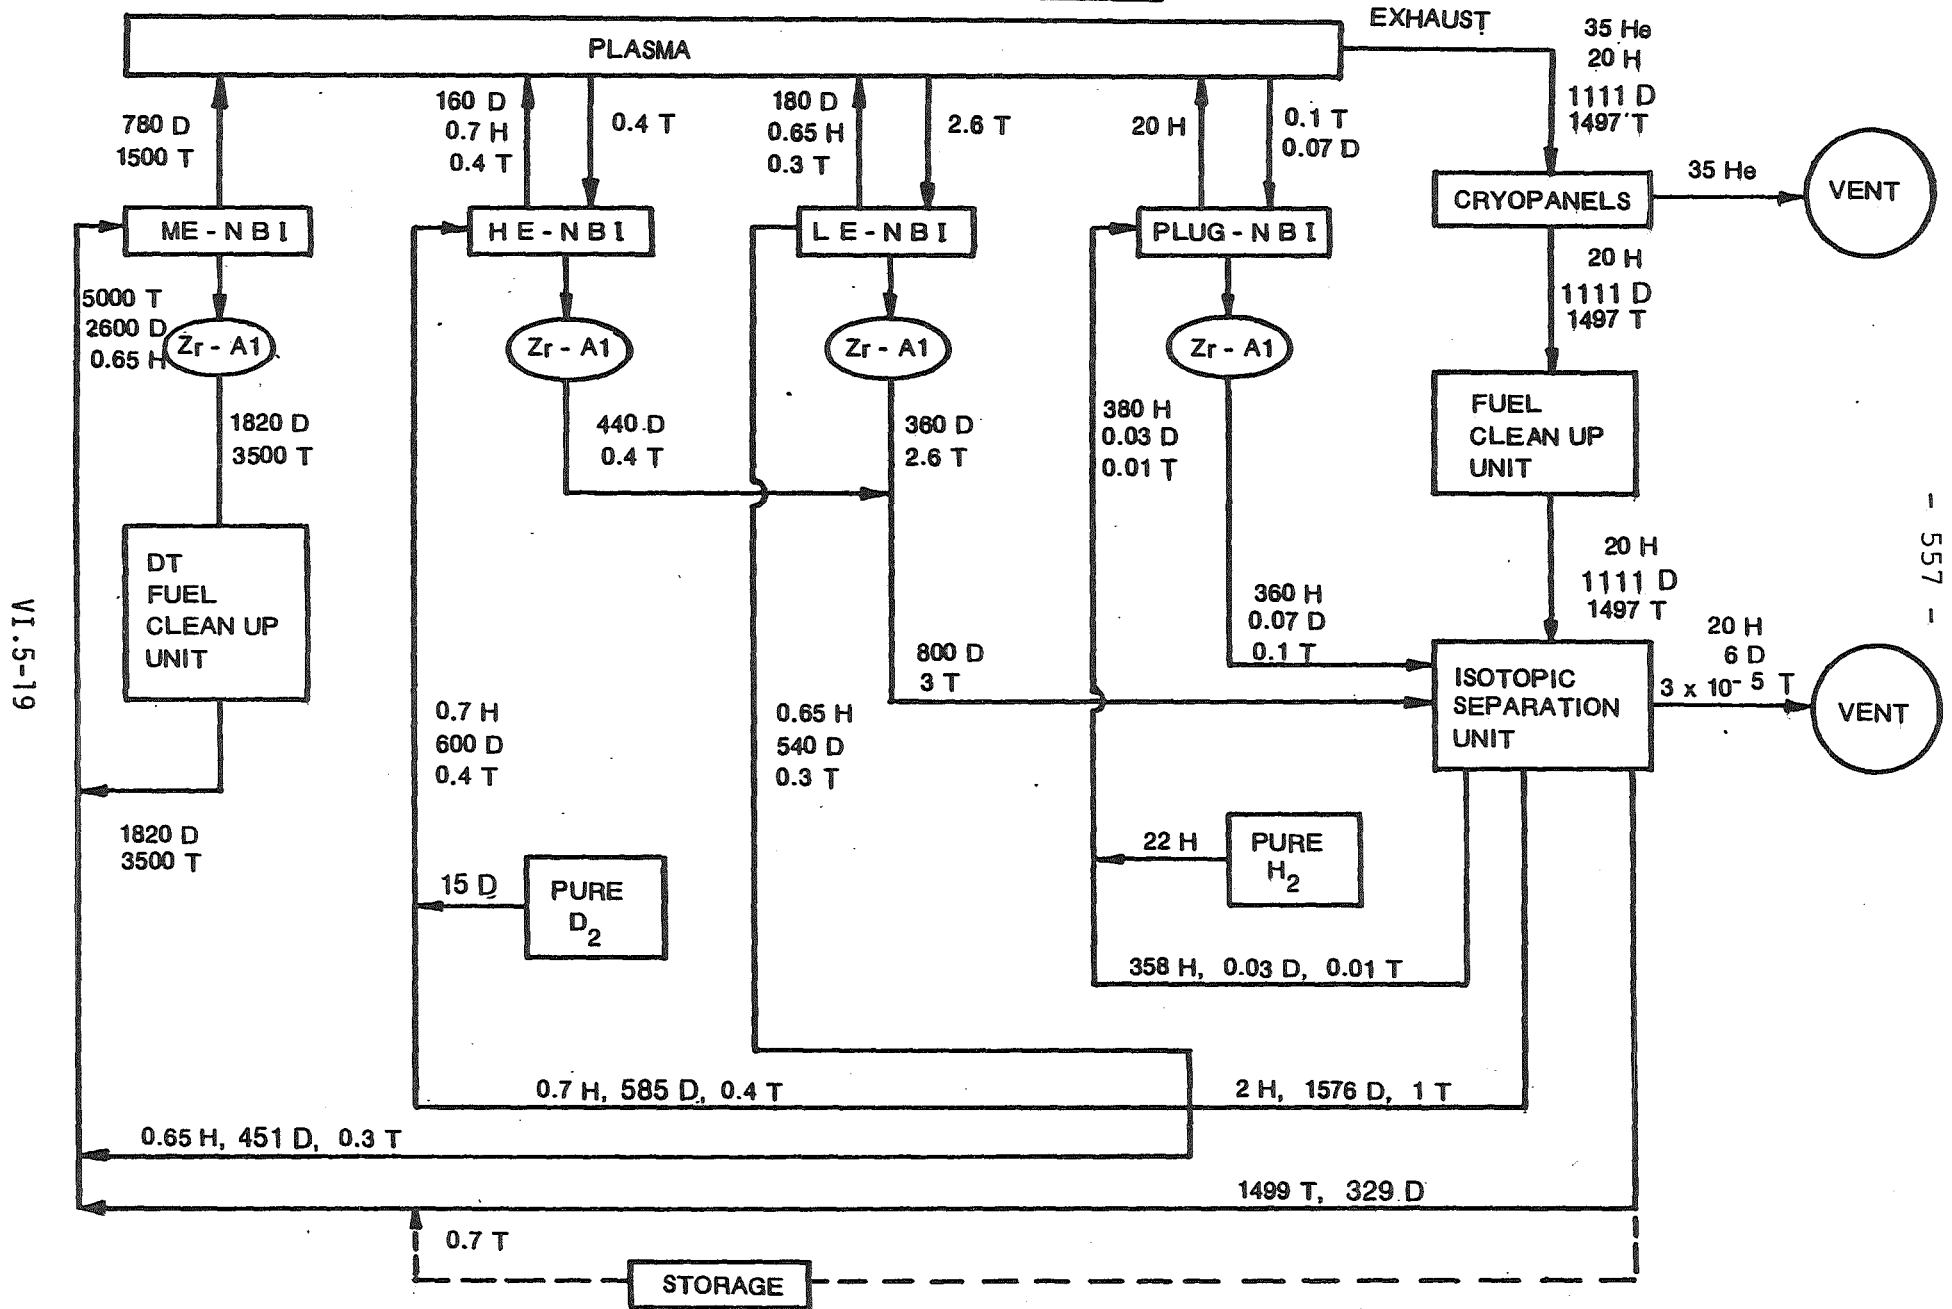 EXHAUST
PLASMA
35 He
20 H
1111 D
1497 T
780 D
1500 T
160 D
0.7 H
0.4 T
0.4 T
180 D
0.65 H
0.3 T
2.6 T
20 H
0.1 T
0.07 D
35 He
VENT
CRYOPANELS
ME-NBI
HE-NBI
LE-NBI
PLUG-NBI
20 H
1111 D
1497 T
5000 T
2600 D
0.65 H
Zr - A1
Zr - A1
Zr - A1
Zr - A1
1820 D
3500 T
440 D
0.4 T
360 D
2.6 T
380 H
0.03 D
0.01 T
FUEL
CLEAN UP
UNIT
- 557 -
DT
FUEL
CLEAN UP
UNIT
20 H
1111 D
1497 T
360 H
0.07 D
0.1 T
20 H
6 D
3 x 10- 5 T
VI.5-19
800 D
3 T
ISOTOPIC
SEPARATION
UNIT
VENT
0.7 H
600 D
0.4 T
0.65 H
540 D
0.3 T
1820 D
3500 T
22 H
PURE
H2
15 D
PURE
D2
358 H, 0.03 D, 0.01 T
0.7 H, 585 D, 0.4 T
2 H, 1576 D, 1 T
0.65 H, 451 D, 0.3 T
1499 T, 329 D
0.7 T
STORAGE